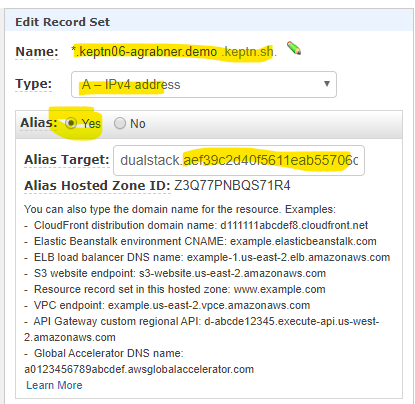 Edit Record Set
Name: *.keptn06-agrabner.demo .keptn.sh.
Type: A – IPv4 address
Alias: Yes No
Alias Target: dualstack.aef39c2d40f5611eab55706c
Alias Hosted Zone ID: Z3Q77PNBQS71R4
You can also type the domain name for the resource. Examples:
- CloudFront distribution domain name: d111111abcdef8.cloudfront.net
- Elastic Beanstalk environment CNAME: example.elasticbeanstalk.com
- ELB load balancer DNS name: example-1.us-east-2.elb.amazonaws.com
- S3 website endpoint: s3-website.us-east-2.amazonaws.com
- Resource record set in this hosted zone: www.example.com
- VPC endpoint: example.us-east-2.vpce.amazonaws.com
- API Gateway custom regional API: d-abcde12345.execute-api.us-west-
2.amazonaws.com
- Global Accelerator DNS name:
a0123456789abcdef.awsglobalaccelerator.com
Learn More